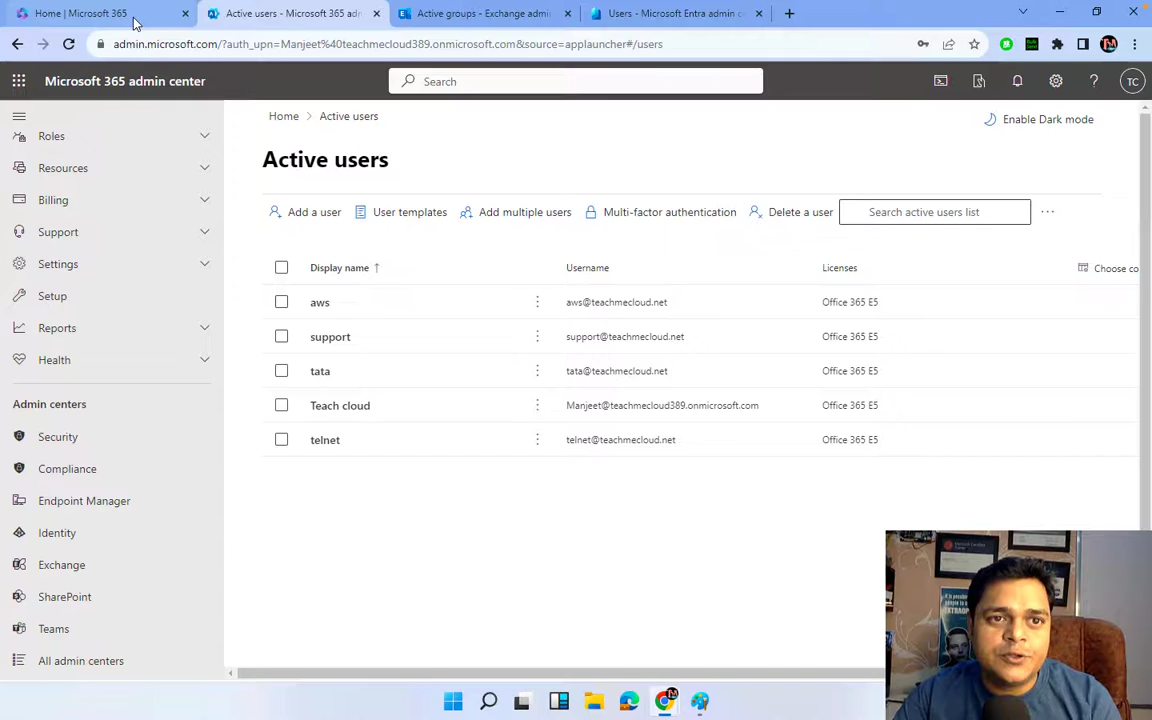 Home | Microsoft 365
Active users - Microsoft 365 adm
Active groups - Exchange admin
Users - Microsoft Entra admin c
admin.microsoft.com/?auth_upn=Manjeet%40teachmecloud389.onmicrosoft.com&source=applauncher#/users
Microsoft 365 admin center
Search
TC
Home > Active users
Enable Dark mode
Active users
Add a user
User templates
Add multiple users
Multi-factor authentication
Delete a user
Search active users list
Display name ↑
Username
Licenses
Choose co
aws
aws@teachmecloud.net
Office 365 E5
support
support@teachmecloud.net
Office 365 E5
tata
tata@teachmecloud.net
Office 365 E5
Teach cloud
Manjeet@teachmecloud389.onmicrosoft.com
Office 365 E5
telnet
telnet@teachmecloud.net
Office 365 E5
Roles
Resources
Billing
Support
Settings
Setup
Reports
Health
Admin centers
Security
Compliance
Endpoint Manager
Identity
Exchange
SharePoint
Teams
All admin centers